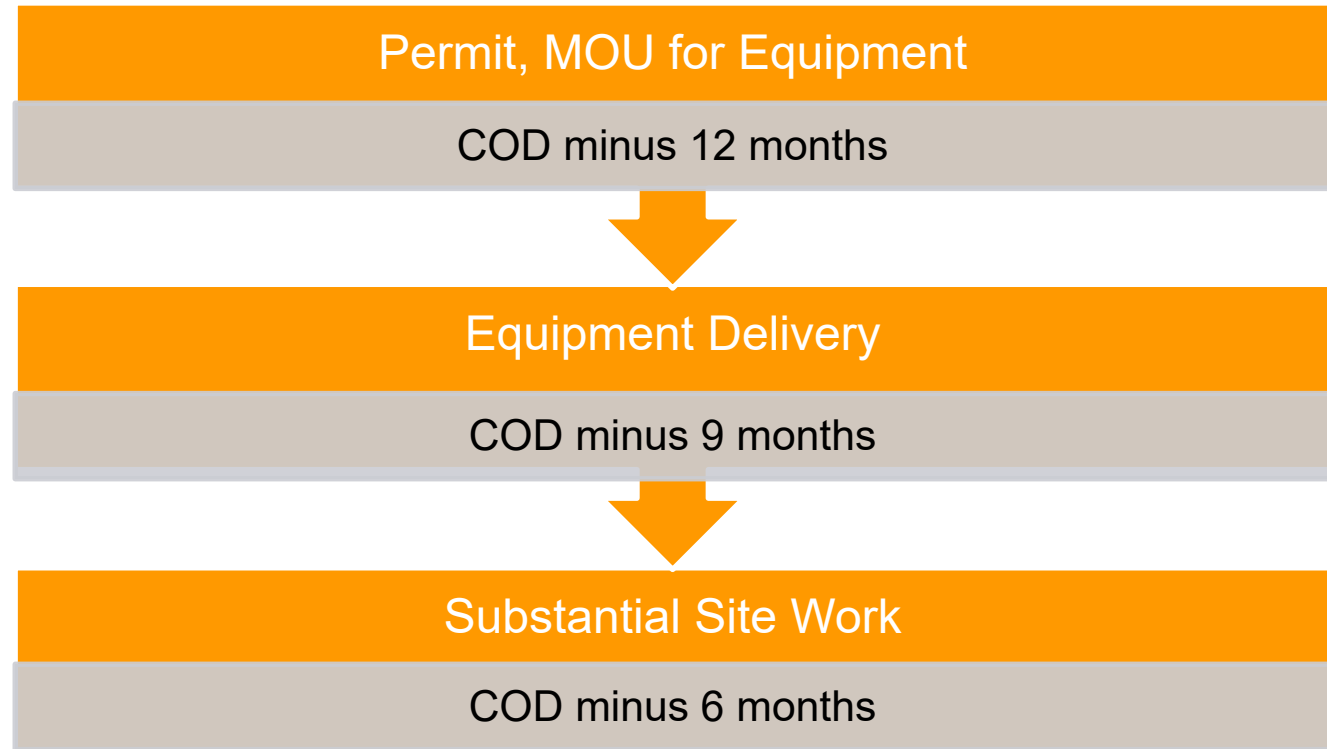 Permit, MOU for Equipment
COD minus 12 months
Equipment Delivery
COD minus 9 months
Substantial Site Work
COD minus 6 months